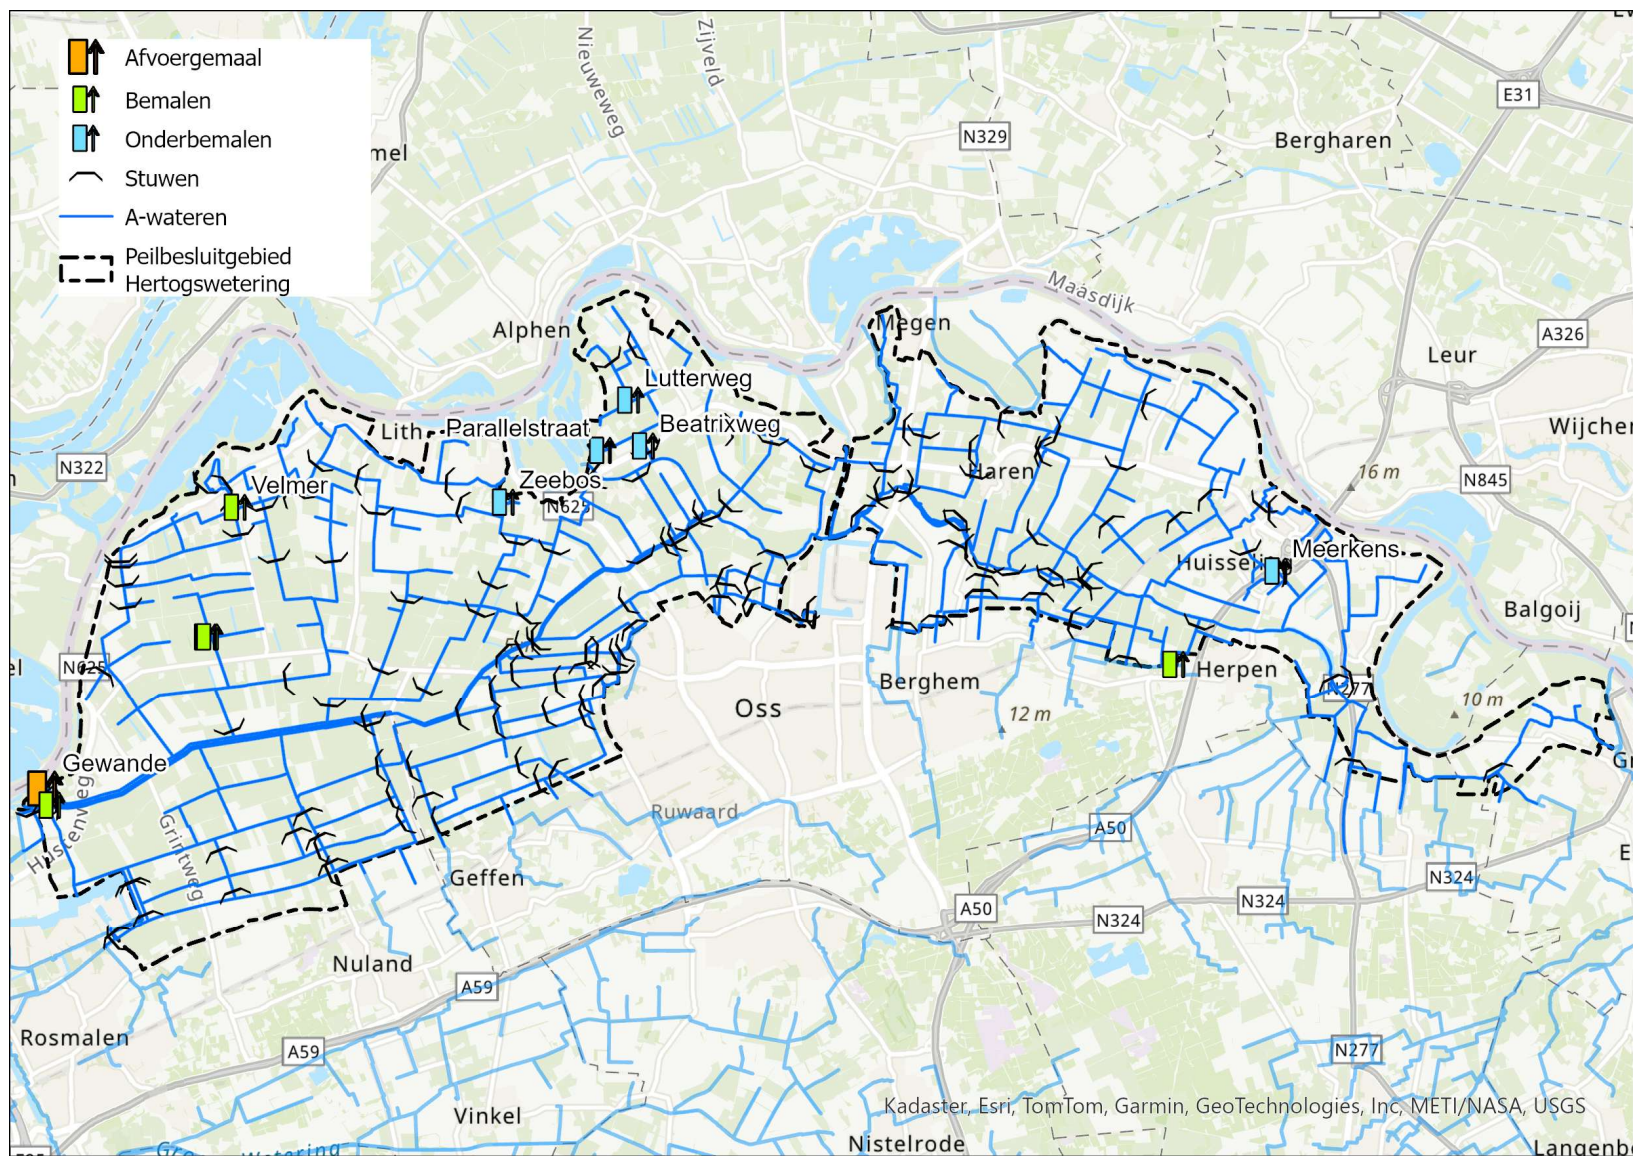 Afvoergemaal
Bemalen
Onderbemalen
Stuwen
A-wateren
Peilbesluitgebied
Hertogswetering
mel
Nieuweweg
Zijveld
N329
E31
Bergharen
Maasdijk
Megen
A326
Leur
Alphen
Lutterweg
Lith
Parallelstraat
Beatrixweg
Wijchen
N322
Velmer
Zeebos
N625
Haren
16 m
N845
Huisseling
Meerkens
Balgoij
N625
Herpen
Berghem
N277
Oss
12 m
10 m
Gewande
Grintweg
Ruwaard
A50
Geffen
N324
A50
N324
N324
Nuland
A59
Rosmalen
A59
N277
Vinkel
Kadaster, Esri, TomTom, Garmin, GeoTechnologies, Inc, METI/NASA, USGS
Nistelrode